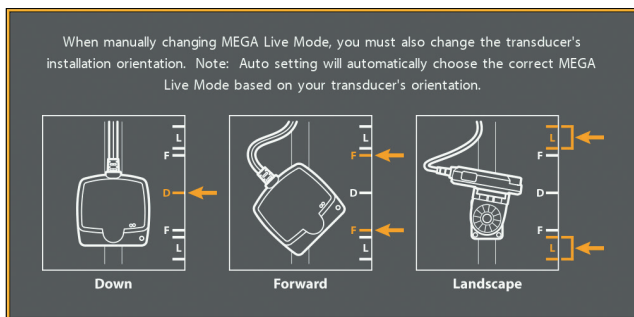 When manually changing MEGA Live Mode, you must also change the transducer's
installation orientation. Note: Auto setting will automatically choose the correct MEGA
Live Mode based on your transducer's orientation.
L
F
D
F
L
Down
L
F
D
F
L
Forward
L
F
D
F
L
Landscape